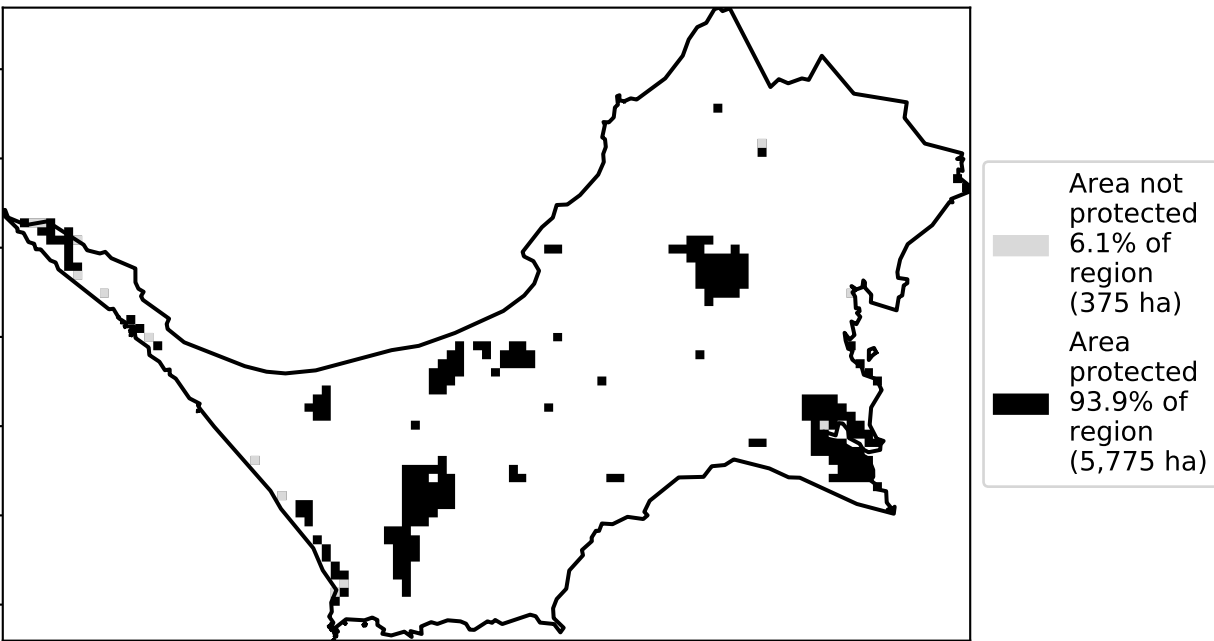 Area not
protected
6.1% of
region
(375 ha)
Area
protected
93.9% of
region
(5,775 ha)